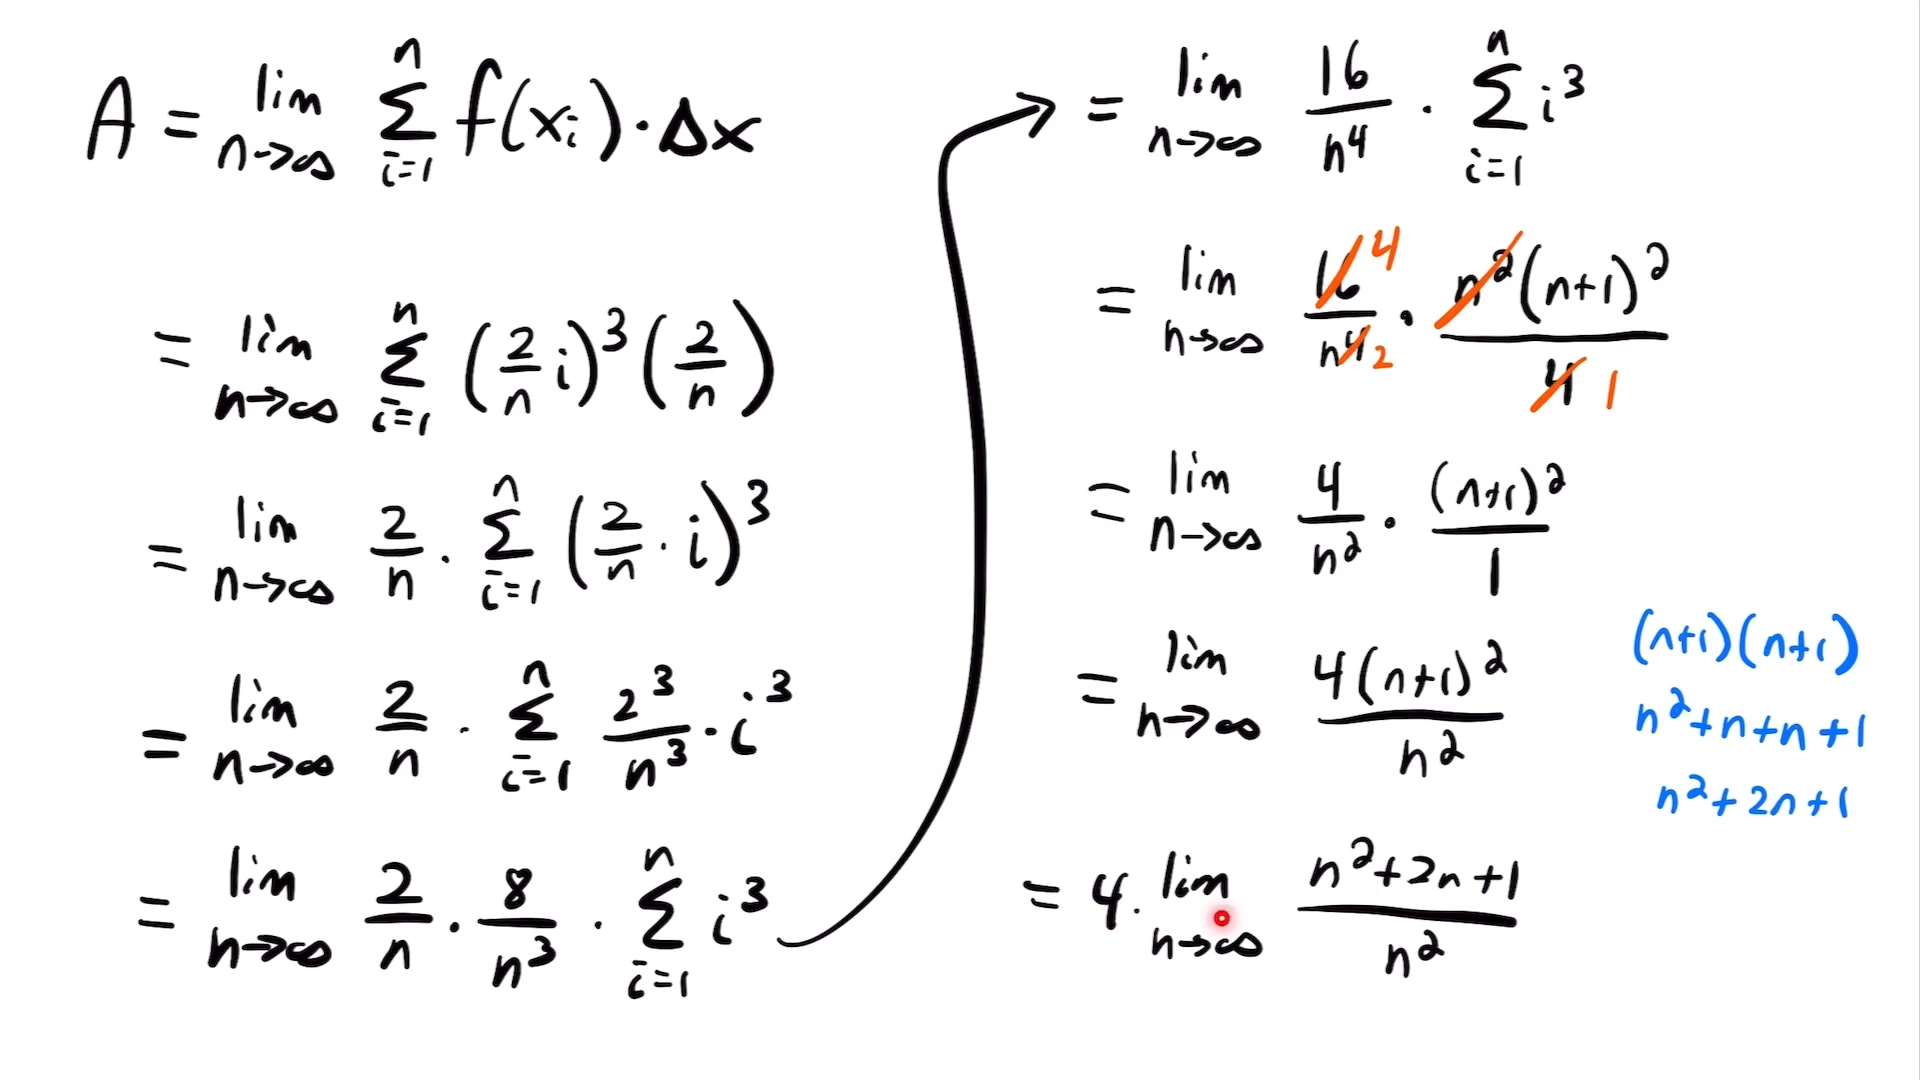 A = lim n→∞ Σ i=1 n f(xᵢ)·Δx
= lim n→∞ Σ i=1 n (2/n i)³ (2/n)
= lim n→∞ 2/n · Σ i=1 n (2/n · i)³
= lim n→∞ 2/n · Σ i=1 n 2³/n³ · i³
= lim n→∞ 2/n · 8/n³ · Σ i=1 n i³
= lim n→∞ 16/n⁴ · Σ i=1 n i³
= lim n→∞ 16 4/n⁴ 2 · n²(n+1)²/4 1
= lim n→∞ 4/n² · (n+1)²/1
= lim n→∞ 4(n+1)²/n²
= 4 · lim n→∞ n²+2n+1/n²
(n+1)(n+1)
n²+n+n+1
n²+2n+1